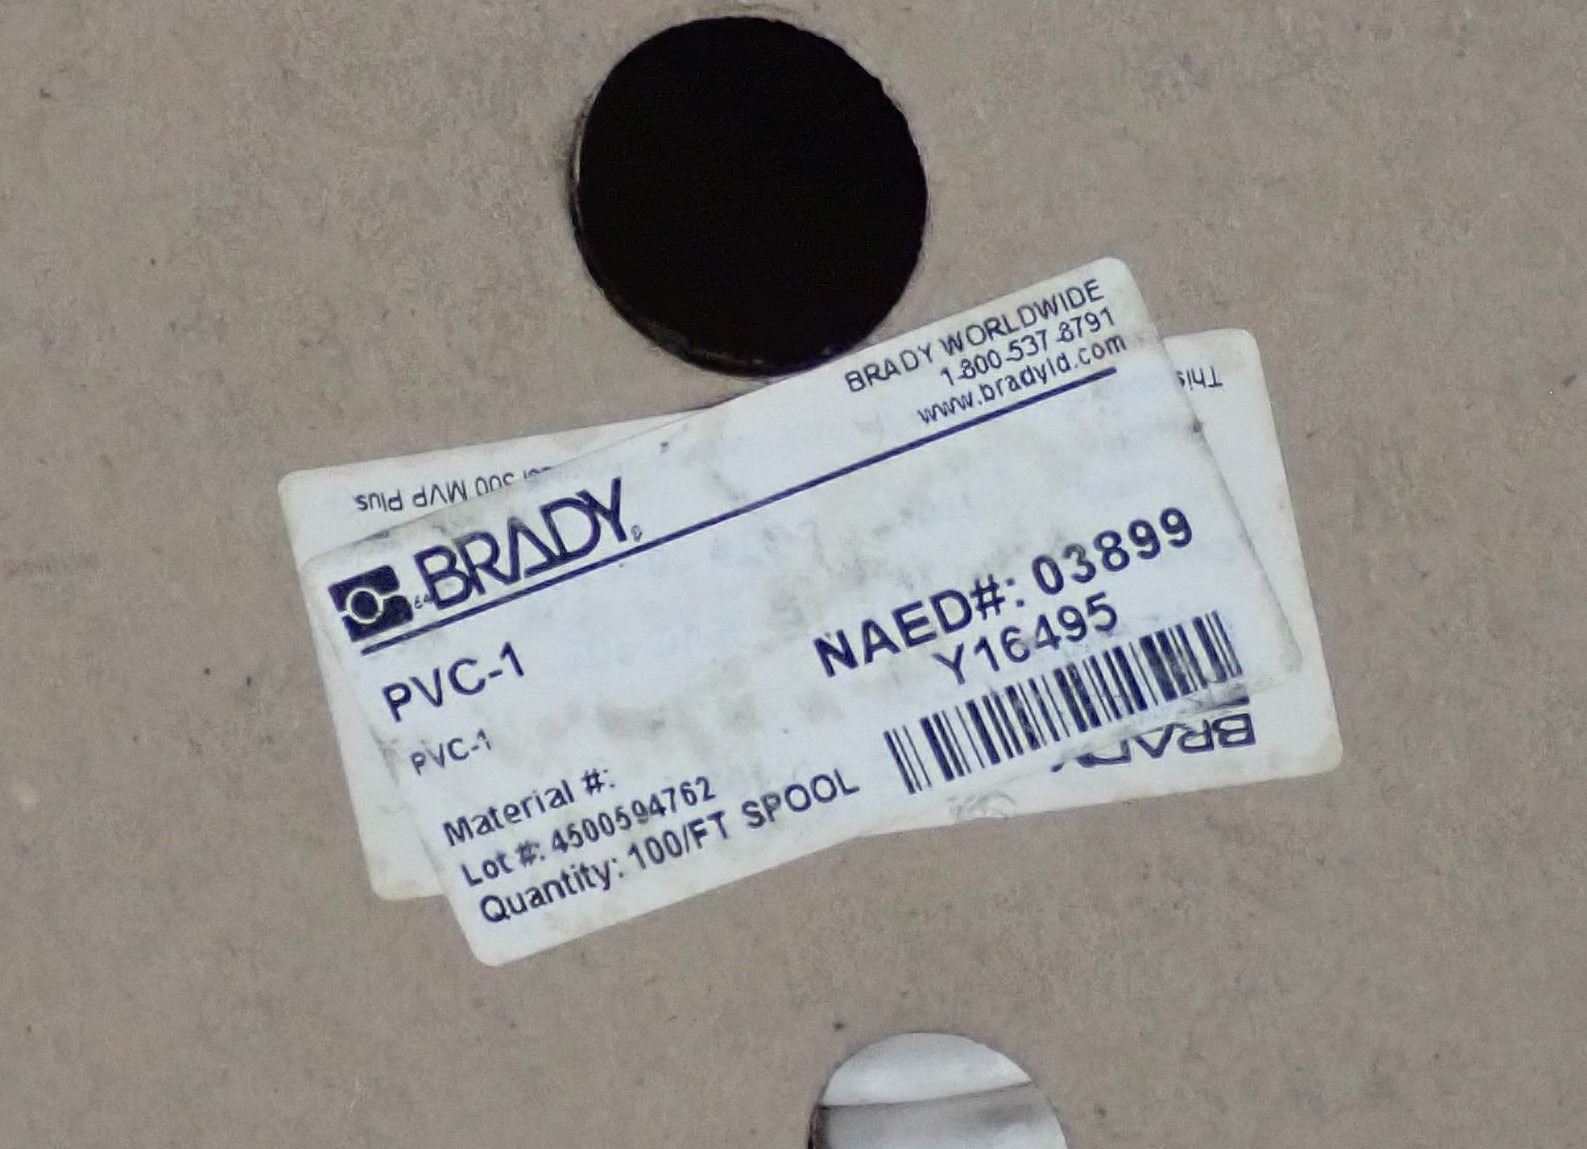 BRADY WORLDWIDE
1-800-537-8791
www.bradyid.com
BRADY
PVC-1
NAED#: 03899
Y16495
PVC-1
Material #:
Lot #: 4500594762
Quantity: 100/FT SPOOL
This
300 MVP Plus
BRADY